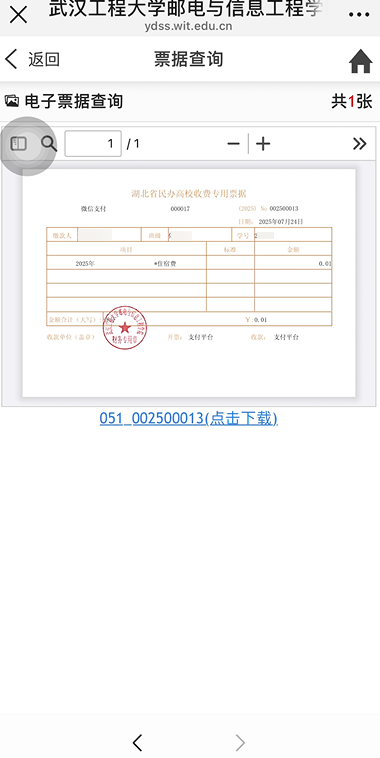 武汉工程大学邮电与信息工程学
ydss.wit.edu.cn
返回
票据查询
电子票据查询
共1张
1 / 1
湖北省民办高校收费专用票据
微信支付 000017 (2025) No 002500013
日期： 2025年07月24日
缴款人 班级 学号 2
项目 标准 金额
2025年 *住宿费 0.01
金额合计（大写） ￥ 0.01
财务专用章
收款单位（盖章） 开票： 支付平台 收款： 支付平台
051_002500013(点击下载)